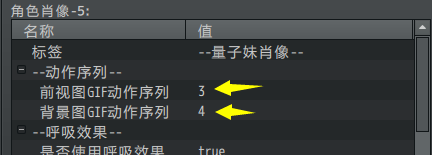 角色肖像-5:
名称 值
标签 --量子妹肖像--
--动作序列--
前视图GIF动作序列 3
背景图GIF动作序列 4
--呼吸效果--
是否使用呼吸效果 true